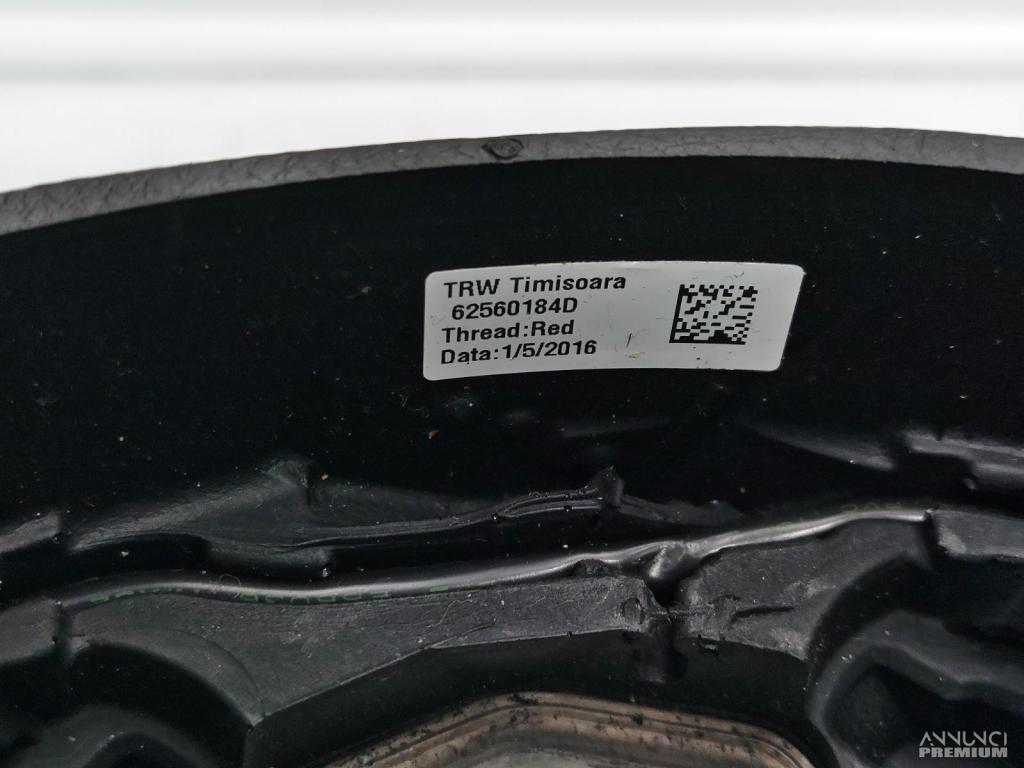 TRW Timisoara
62560184D
Thread:Red
Data:1/5/2016
ANNUNCI
PREMIUM